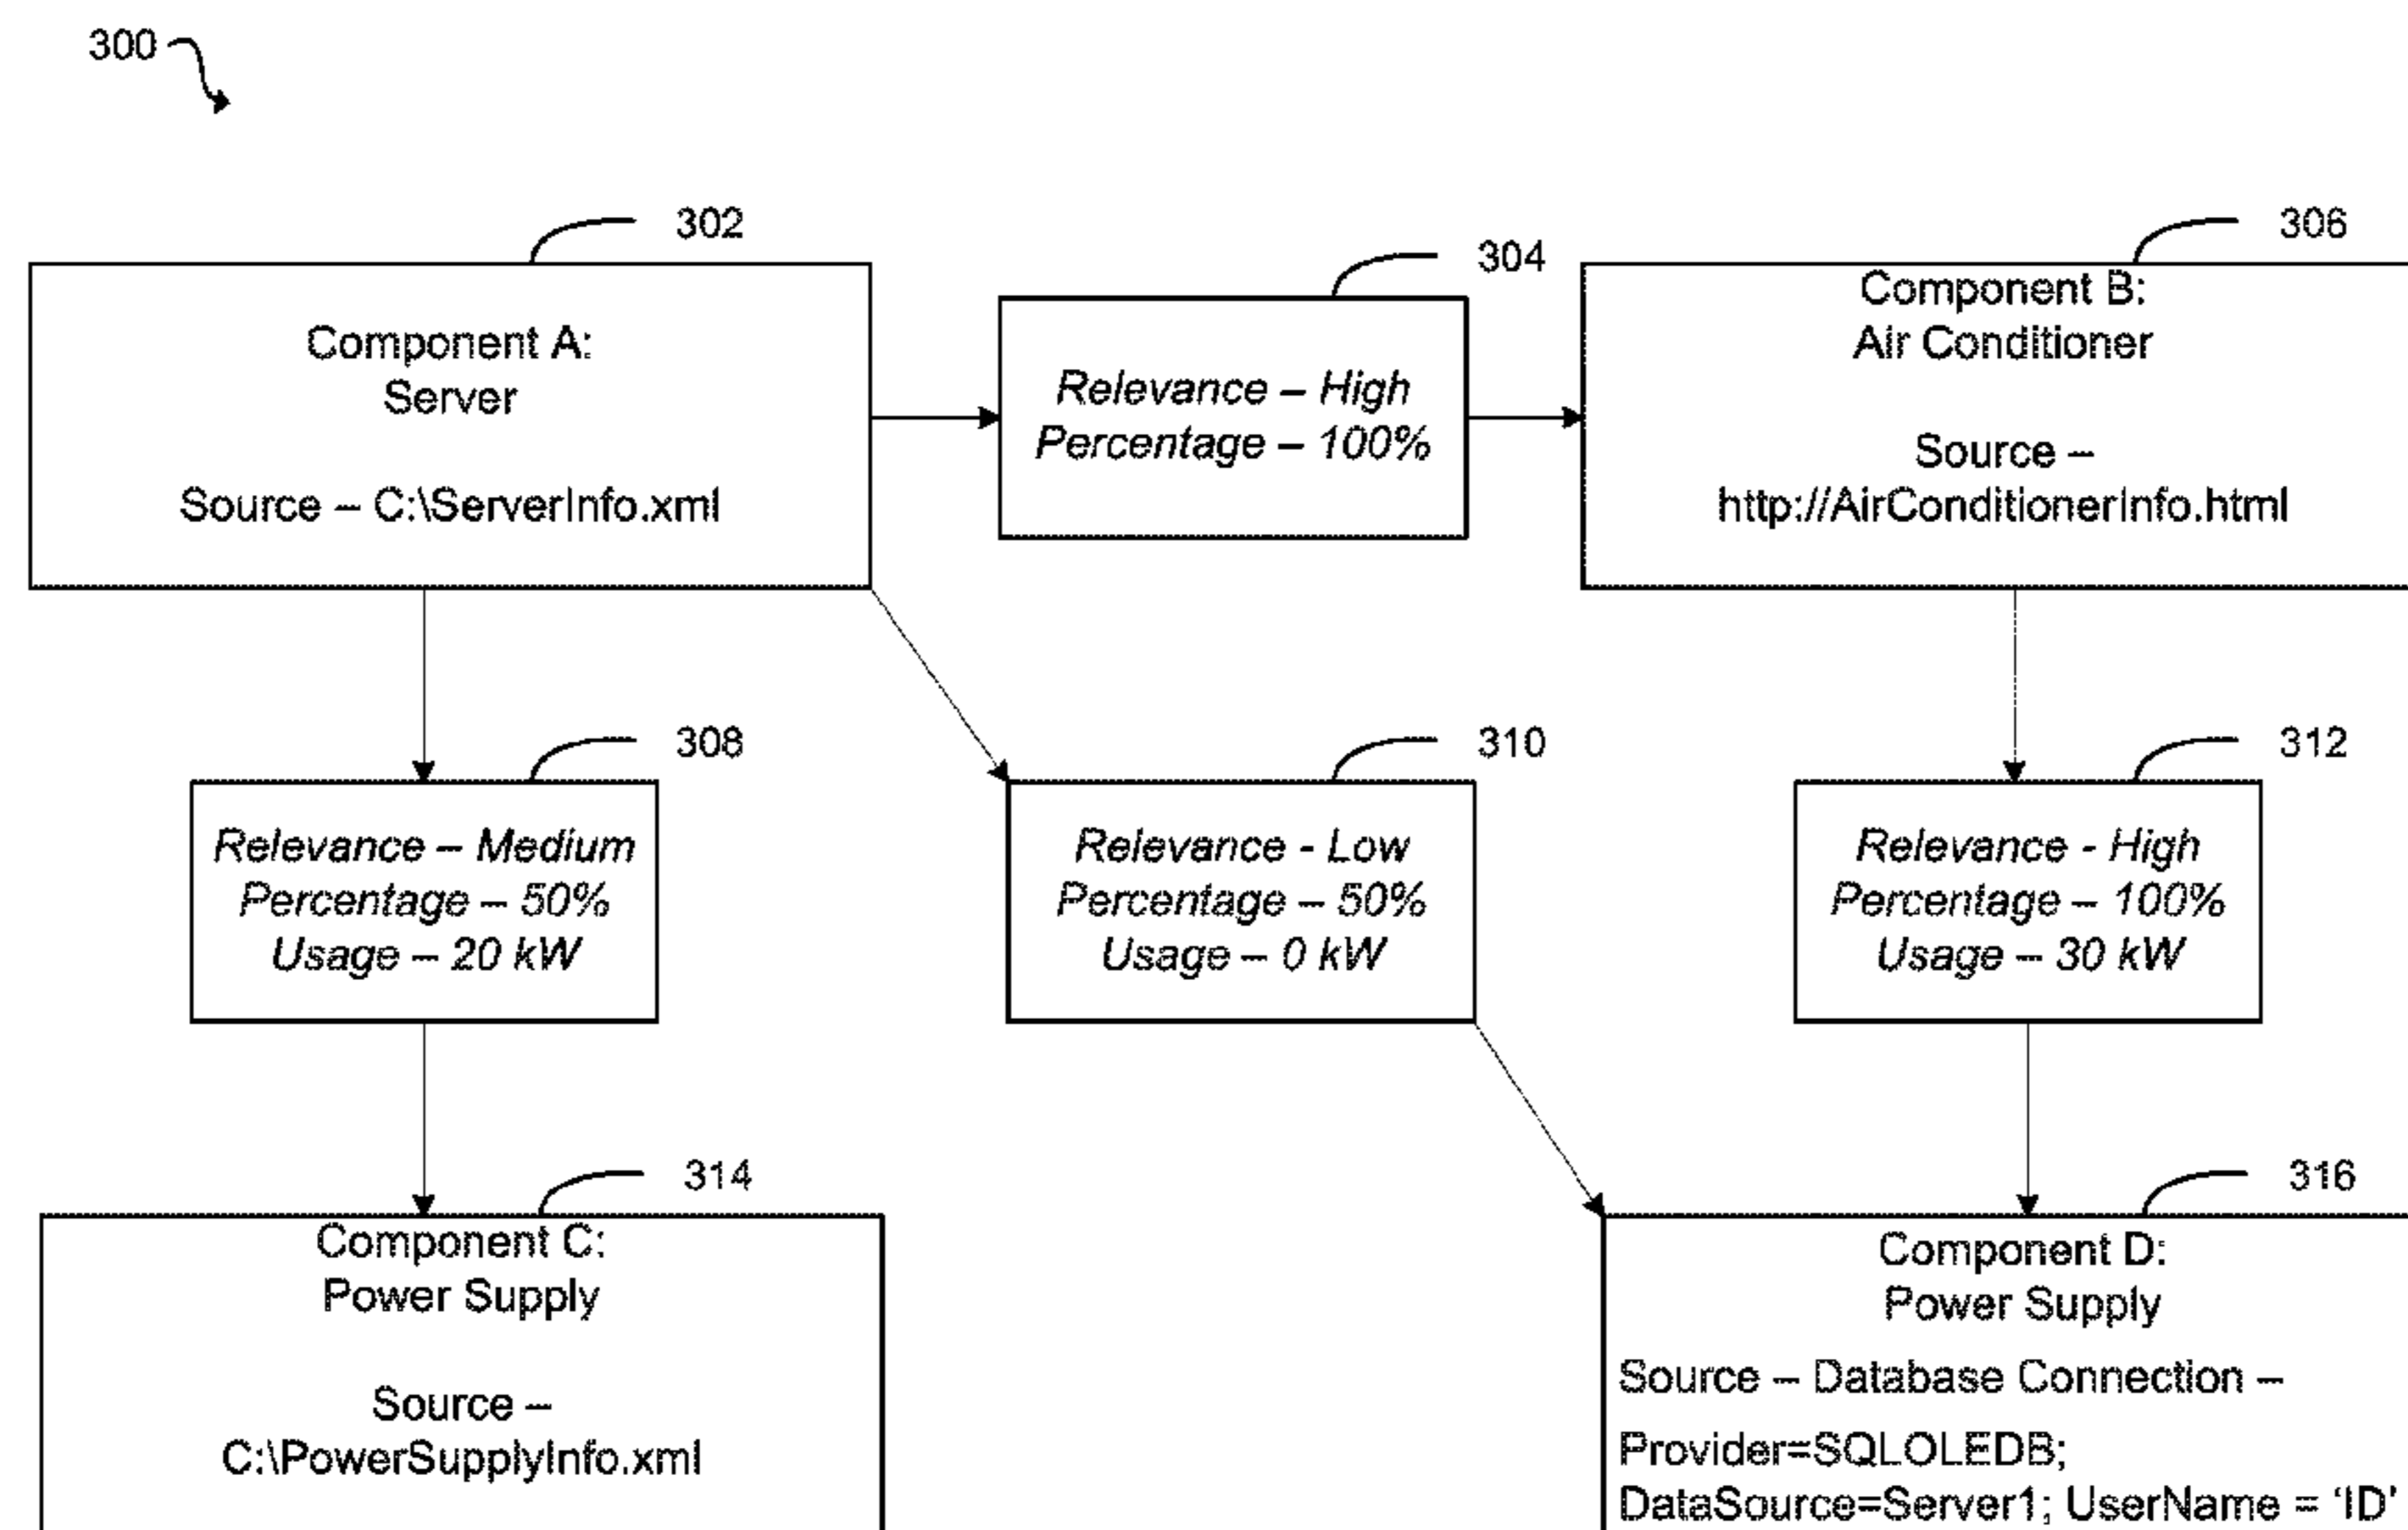 300
302
304
306
Component A:
Server
Source – C:\ServerInfo.xml
Relevance – High
Percentage – 100%
Component B:
Air Conditioner
Source –
http://AirConditionerInfo.html
308
310
312
Relevance – Medium
Percentage – 50%
Usage – 20 kW
Relevance - Low
Percentage – 50%
Usage – 0 kW
Relevance - High
Percentage – 100%
Usage – 30 kW
314
316
Component C:
Power Supply
Source –
C:\PowerSupplyInfo.xml
Component D:
Power Supply
Source – Database Connection –
Provider=SQLOLEDB;
DataSource=Server1; UserName = ‘ID’